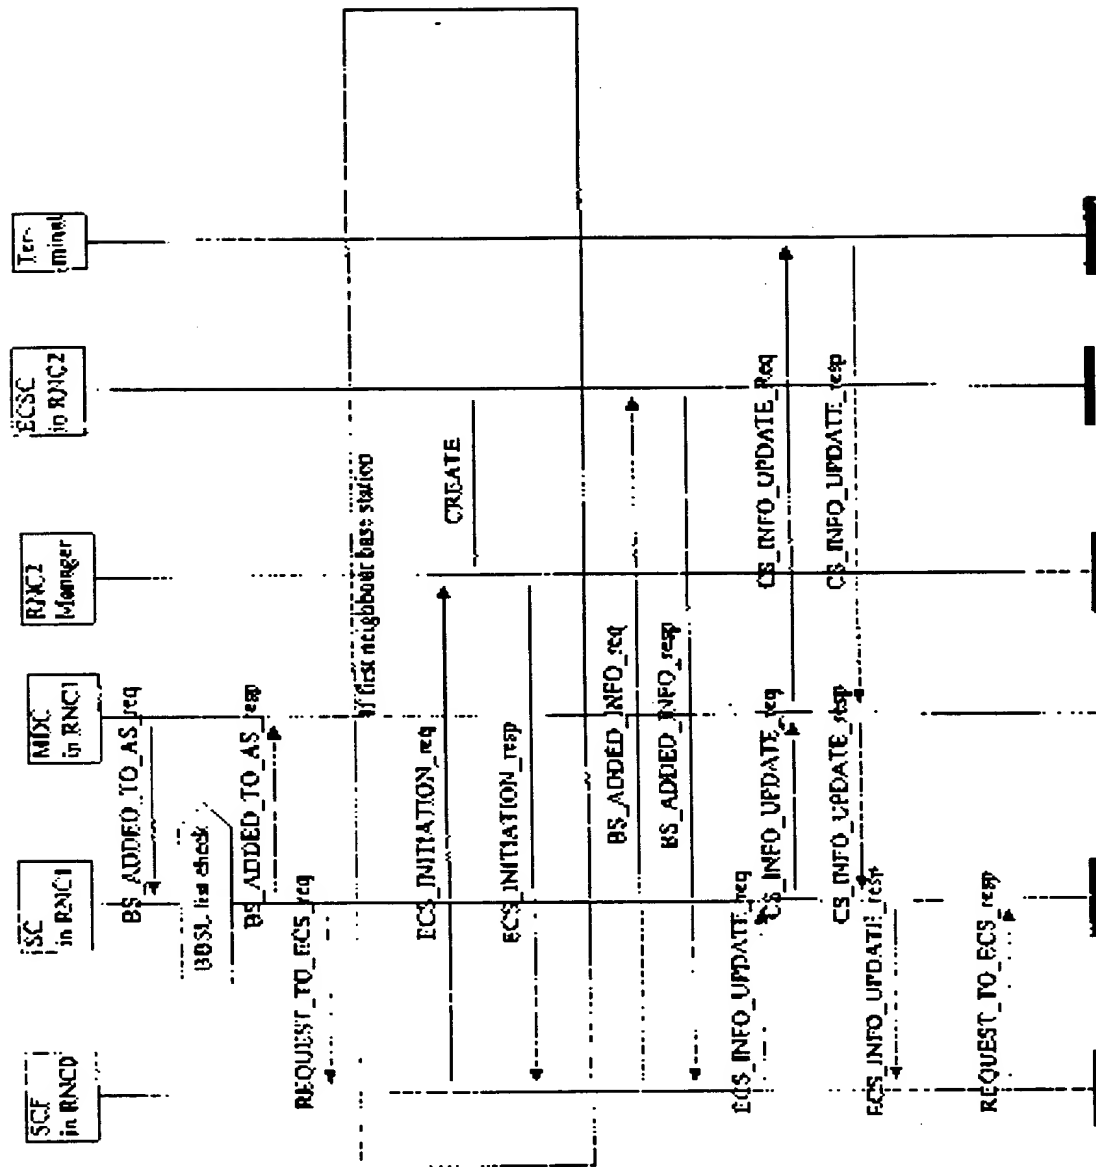 SCF
in RNC0
ISC
in RNC1
MDC
in RNC1
RNC2
Manager
ECSC
in RNC2
Ter-
minal
BS_ADDED_TO_AS_req
BBSL list check
BS_ADDED_TO_AS_resp
REQUEST_TO_ECS_req
If first neighbour base station
ECS_INITIATION_req
CREATE
ECS_INITIATION_resp
BS_ADDED_INFO_req
BS_ADDED_INFO_resp
ECS_INFO_UPDATE_req
CS_INFO_UPDATE_req
CS_INFO_UPDATE_Req
CS_INFO_UPDATE_resp
CS_INFO_UPDATE_resp
ECS_INFO_UPDATE_resp
REQUEST_TO_ECS_resp